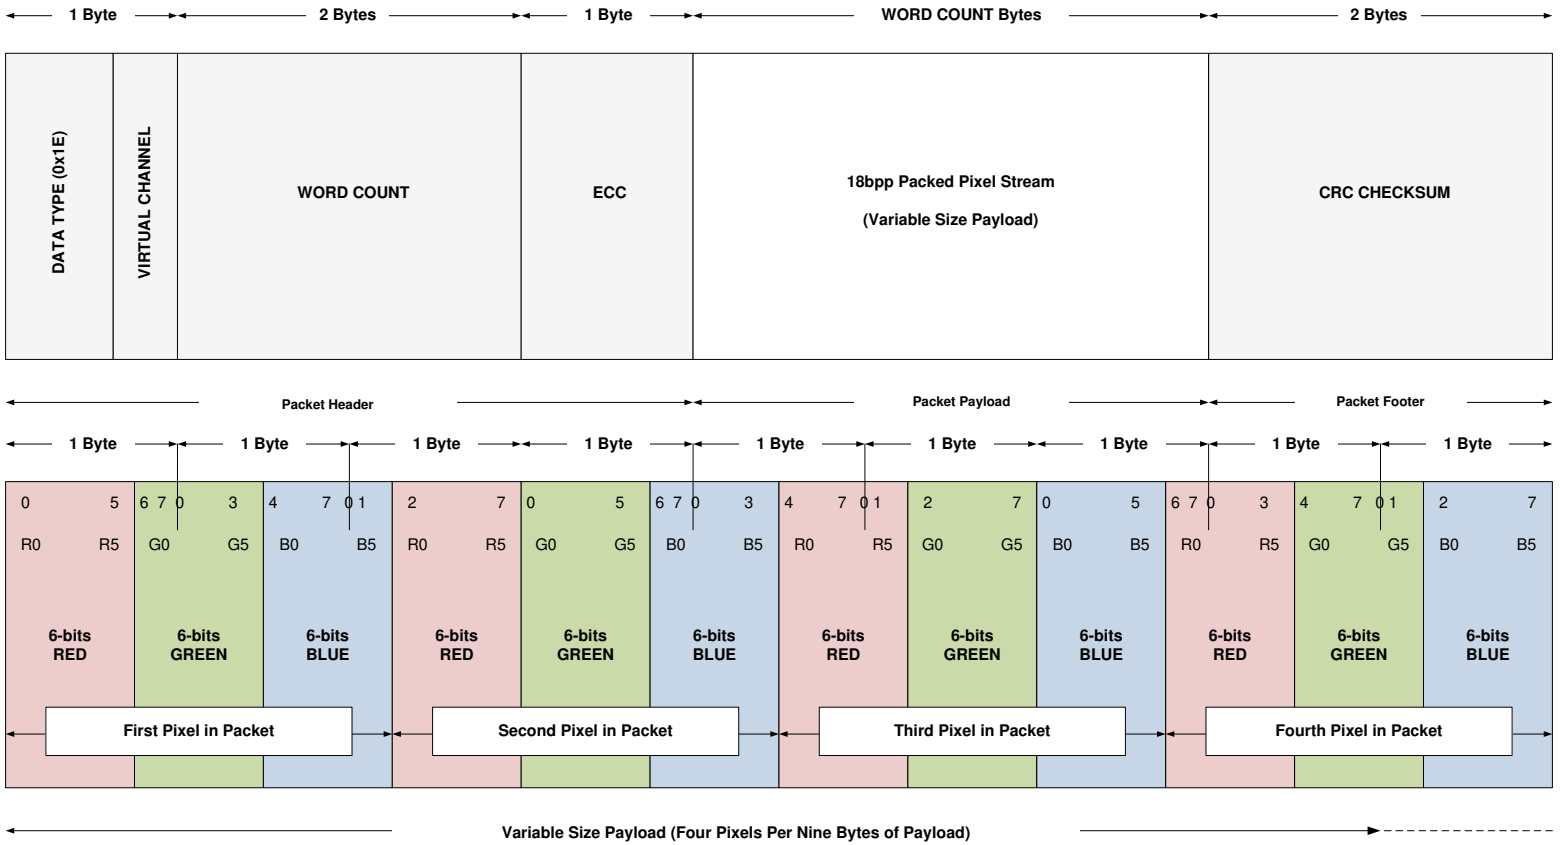 1 Byte 2 Bytes 1 Byte WORD COUNT Bytes 2 Bytes
DATA TYPE (0x1E)
VIRTUAL CHANNEL
WORD COUNT
ECC
18bpp Packed Pixel Stream
(Variable Size Payload)
CRC CHECKSUM
Packet Header Packet Payload Packet Footer
1 Byte 1 Byte 1 Byte 1 Byte 1 Byte 1 Byte 1 Byte 1 Byte 1 Byte
0 5 6 7 0 3 4 7 0 1 2 7 0 5 6 7 0 3 4 7 0 1 2 7 0 5 6 7 0 3 4 7 0 1 2 7
R0 R5 G0 G5 B0 B5 R0 R5 G0 G5 B0 B5 R0 R5 G0 G5 B0 B5 R0 R5 G0 G5 B0 B5
6-bits 6-bits 6-bits 6-bits 6-bits 6-bits 6-bits 6-bits 6-bits 6-bits 6-bits 6-bits
RED GREEN BLUE RED GREEN BLUE RED GREEN BLUE RED GREEN BLUE
First Pixel in Packet Second Pixel in Packet Third Pixel in Packet Fourth Pixel in Packet
Variable Size Payload (Four Pixels Per Nine Bytes of Payload)